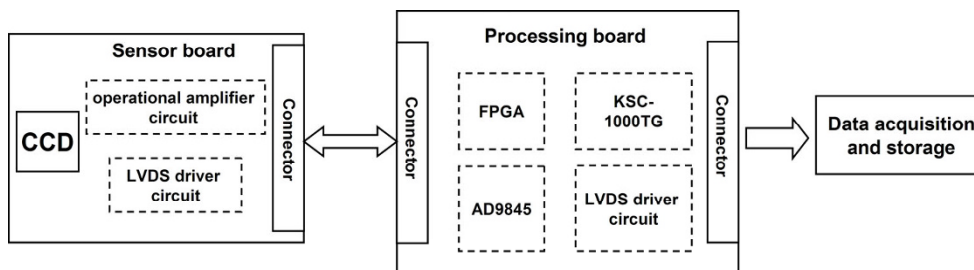 Sensor board
CCD
operational amplifier
circuit
LVDS driver
circuit
Connector
Processing board
Connector
FPGA
KSC-
1000TG
AD9845
LVDS driver
circuit
Connector
Data acquisition
and storage